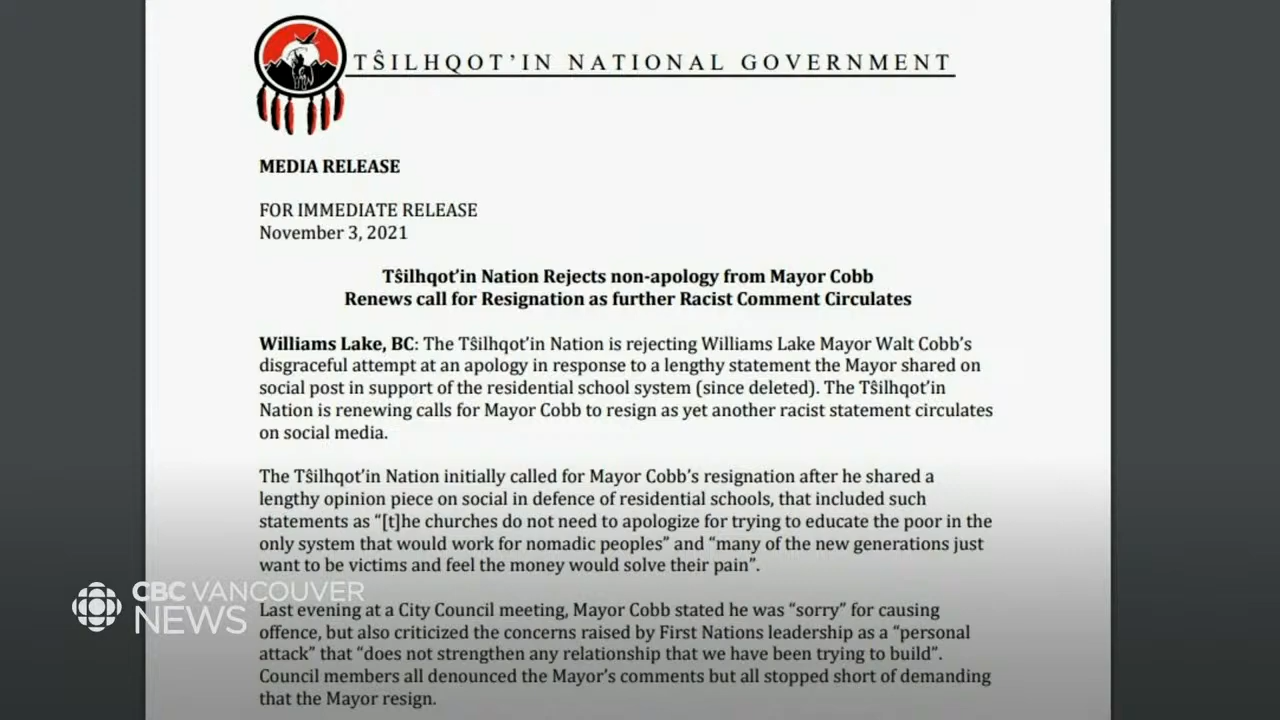 TŜILHQOT’IN NATIONAL GOVERNMENT
MEDIA RELEASE
FOR IMMEDIATE RELEASE
November 3, 2021
Tŝilhqot’in Nation Rejects non-apology from Mayor Cobb
Renews call for Resignation as further Racist Comment Circulates
Williams Lake, BC: The Tŝilhqot’in Nation is rejecting Williams Lake Mayor Walt Cobb’s
disgraceful attempt at an apology in response to a lengthy statement the Mayor shared on
social post in support of the residential school system (since deleted). The Tŝilhqot’in
Nation is renewing calls for Mayor Cobb to resign as yet another racist statement circulates
on social media.
The Tŝilhqot’in Nation initially called for Mayor Cobb’s resignation after he shared a
lengthy opinion piece on social in defence of residential schools, that included such
statements as “[t]he churches do not need to apologize for trying to educate the poor in the
only system that would work for nomadic peoples” and “many of the new generations just
want to be victims and feel the money would solve their pain”.
Last evening at a City Council meeting, Mayor Cobb stated he was “sorry” for causing
offence, but also criticized the concerns raised by First Nations leadership as a “personal
attack” that “does not strengthen any relationship that we have been trying to build”.
Council members all denounced the Mayor’s comments but all stopped short of demanding
that the Mayor resign.
CBC VANCOUVER
NEWS